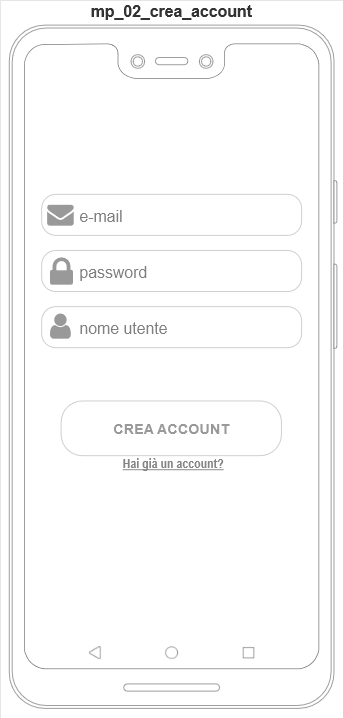 mp_02_crea_account
e-mail
password
nome utente
CREA ACCOUNT
Hai già un account?